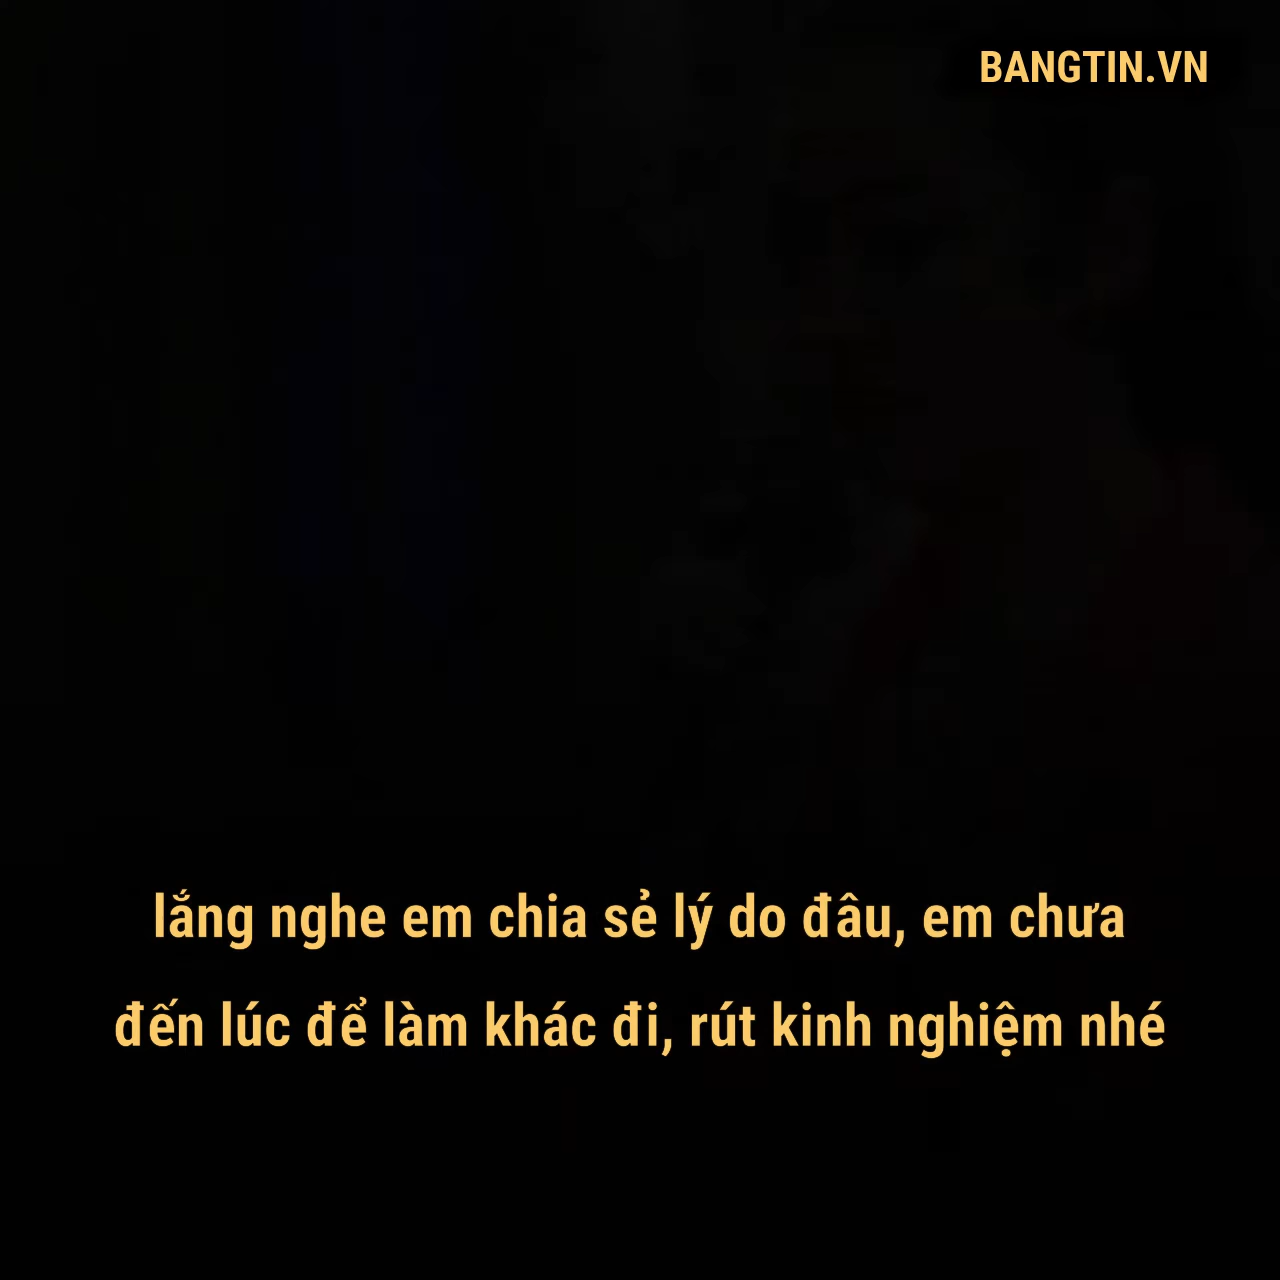 BANGTIN.VN
lắng nghe em chia sẻ lý do đâu, em chưa
đến lúc để làm khác đi, rút kinh nghiệm nhé